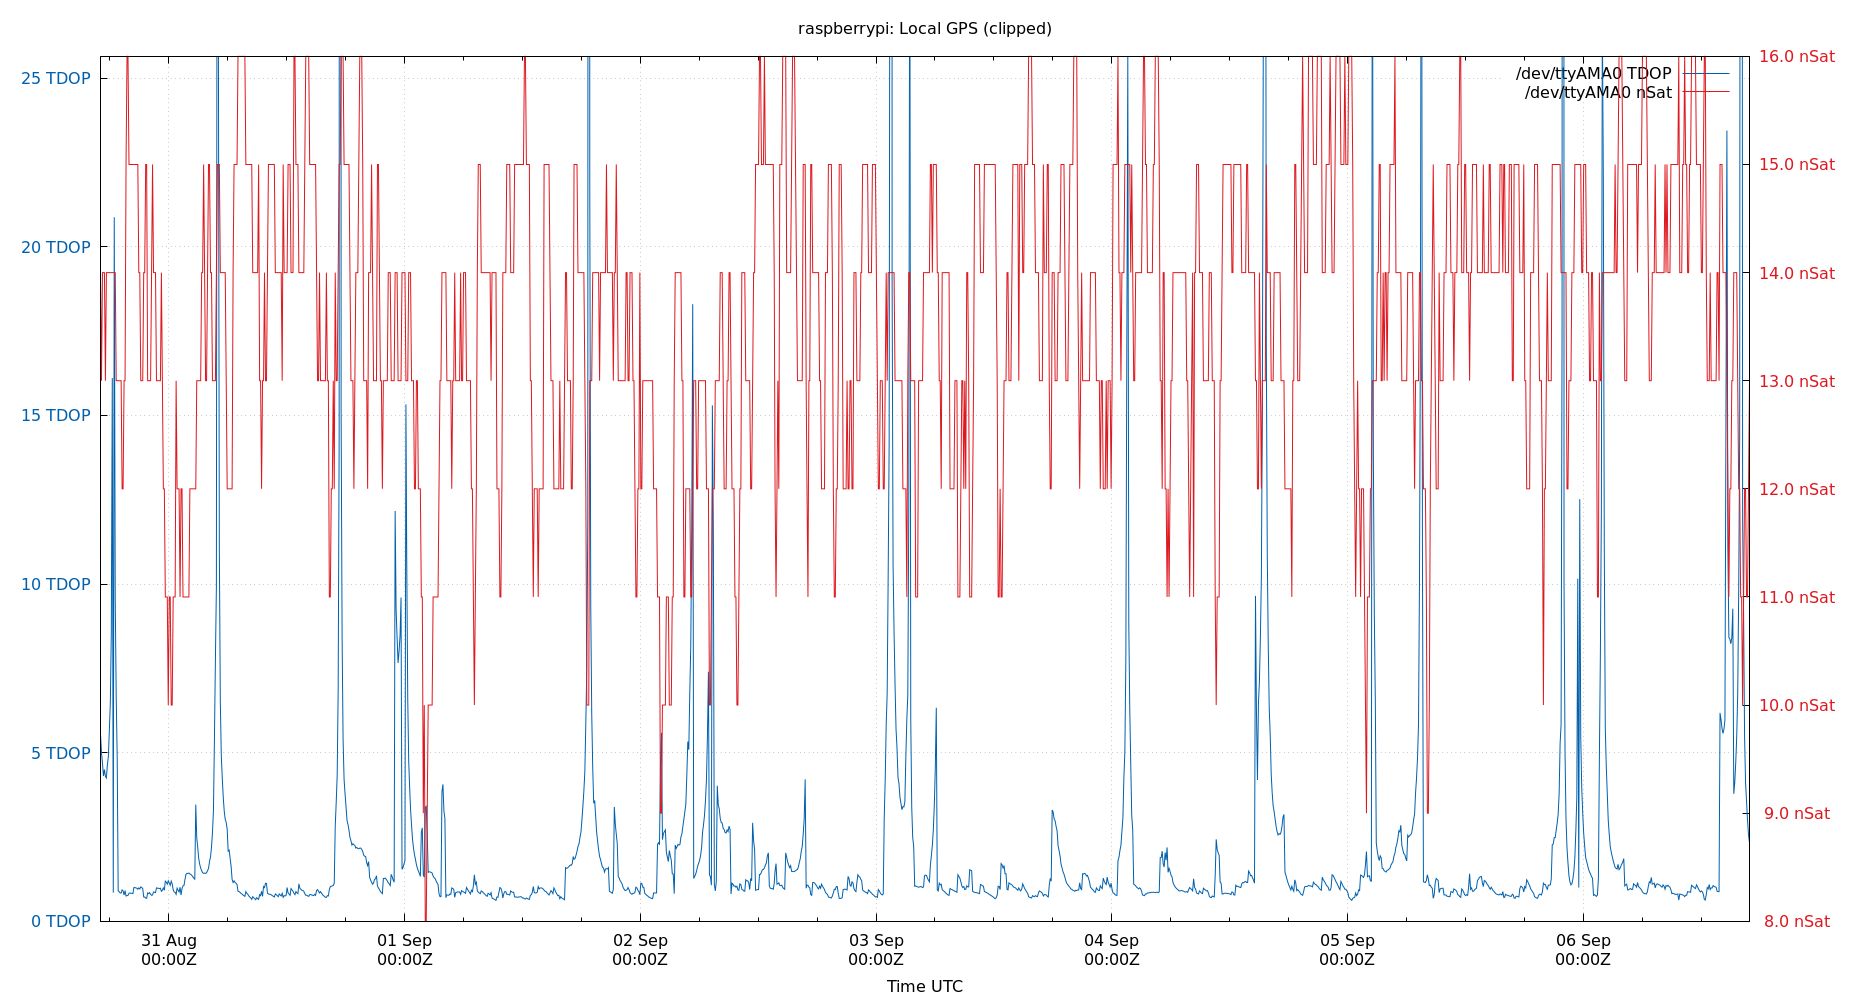 raspberrypi: Local GPS (clipped)
/dev/ttyAMA0 TDOP
/dev/ttyAMA0 nSat
25 TDOP
20 TDOP
15 TDOP
10 TDOP
5 TDOP
0 TDOP
16.0 nSat
15.0 nSat
14.0 nSat
13.0 nSat
12.0 nSat
11.0 nSat
10.0 nSat
9.0 nSat
8.0 nSat
31 Aug
00:00Z
01 Sep
00:00Z
02 Sep
00:00Z
03 Sep
00:00Z
04 Sep
00:00Z
05 Sep
00:00Z
06 Sep
00:00Z
Time UTC